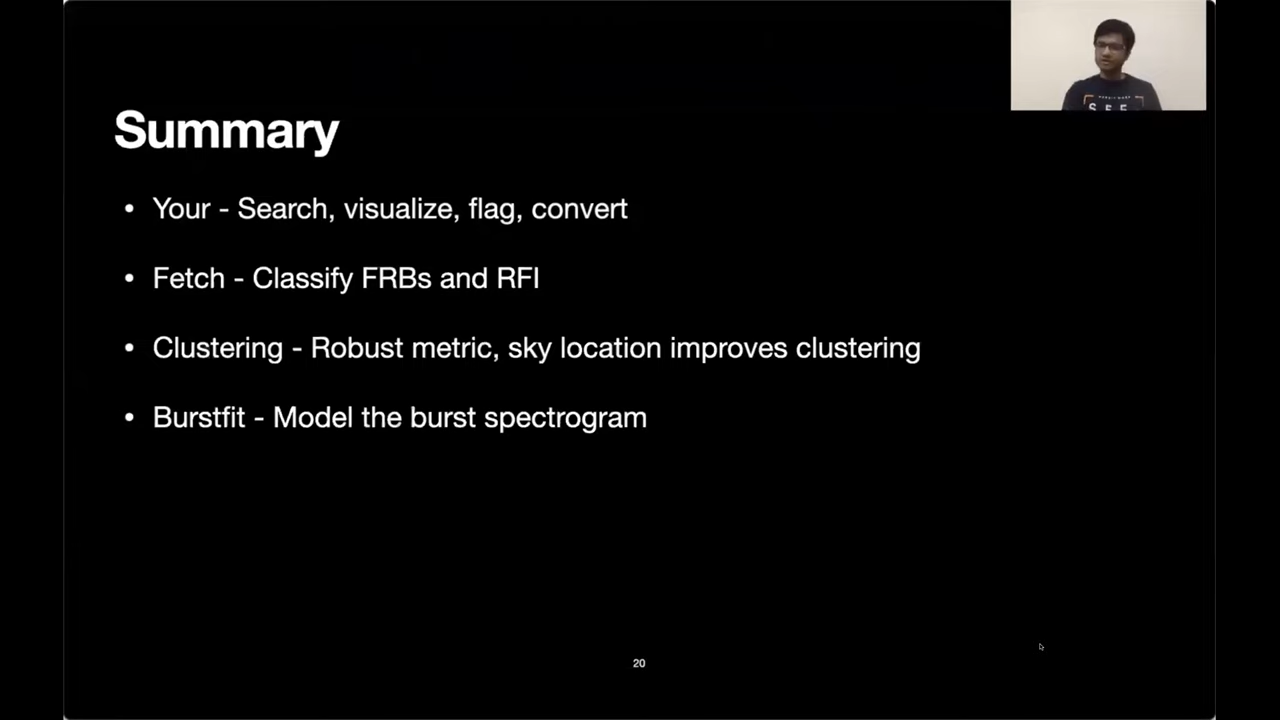 Summary
• Your - Search, visualize, flag, convert
• Fetch - Classify FRBs and RFI
• Clustering - Robust metric, sky location improves clustering
• Burstfit - Model the burst spectrogram
20